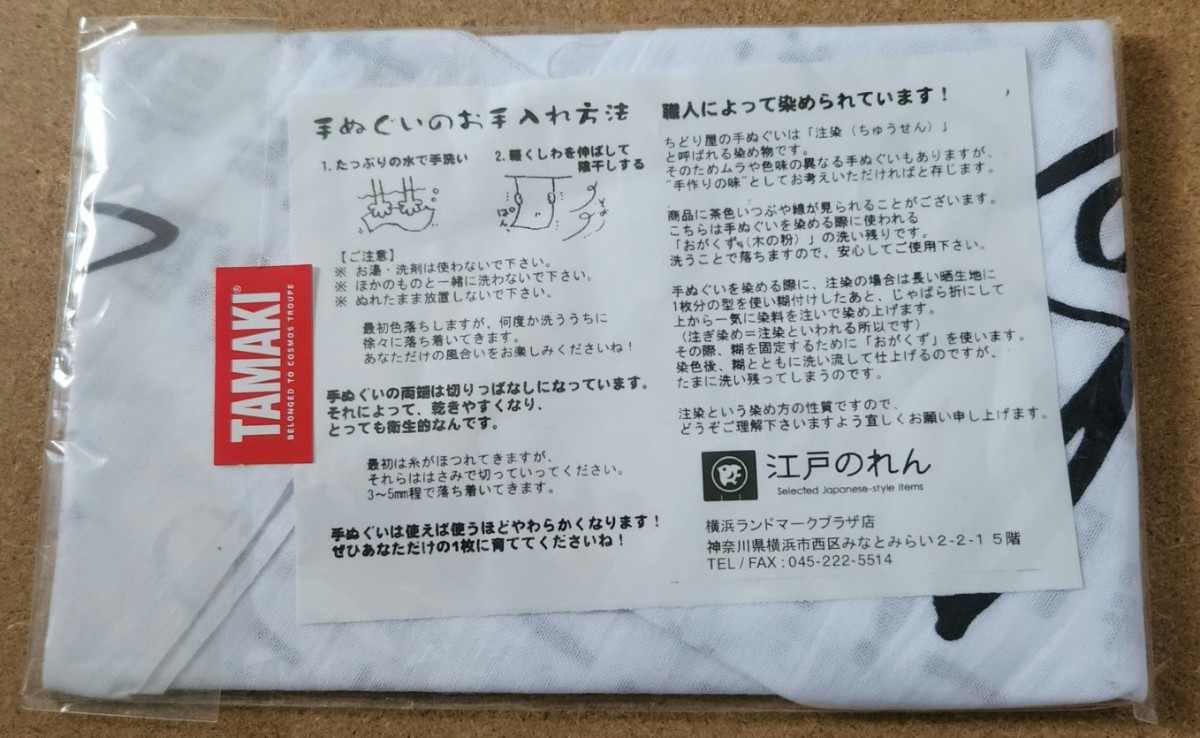 手ぬぐいのお手入れ方法
1. たっぷりの水で手洗い
2. 軽くしわを伸ばして
陰干しする
ぱん
そよ
【ご注意】
※ お湯・洗剤は使わないで下さい。
※ ほかのものと一緒に洗わないで下さい。
※ ぬれたまま放置しないで下さい。
最初色落ちしますが、何度か洗ううちに
徐々に落ち着いてきます。
あなただけの風合いをお楽しみくださいね！
手ぬぐいの両端は切りっぱなしになっています。
それによって、乾きやすくなり、
とっても衛生的なんです。
最初は糸がほつれてきますが、
それらははさみで切っていってください。
3～5mm程で落ち着いてきます。
手ぬぐいは使えば使うほどやわらかくなります！
ぜひあなただけの1枚に育ててくださいね！
職人によって染められています！
ちどり屋の手ぬぐいは「注染（ちゅうせん）」
と呼ばれる染め物です。
そのためムラや色味の異なる手ぬぐいもありますが、
"手作りの味"としてお考えいただければと存じます。
商品に茶色いつぶや線が見られることがございます。
こちらは手ぬぐいを染める際に使われる
「おがくず（木の粉）」の洗い残りです。
洗うことで落ちますので、安心してご使用下さい。
手ぬぐいを染める際に、注染の場合は長い晒生地に
1枚分の型を使い糊付けしたあと、じゃばら折にして
上から一気に染料を注いで染め上げます。
（注ぎ染め＝注染といわれる所以です）
その際、糊を固定するために「おがくず」を使います。
染色後、糊とともに洗い流して仕上げるのですが、
たまに洗い残ってしまうのです。
注染という染め方の性質ですので、
どうぞご理解下さいますよう宜しくお願い申し上げます。
江戸のれん
Selected Japanese-style Items
横浜ランドマークプラザ店
神奈川県横浜市西区みなとみらい2-2-1 5階
TEL/FAX:045-222-5514
TAMAKI®
BELONGED TO COSMOS TROUPE